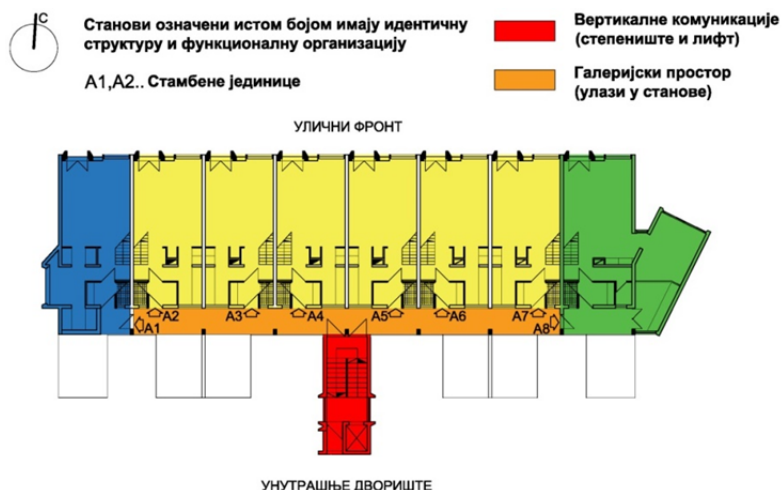 С
Станови означени истом бојом имају идентичну
структуру и функционалну организацију
А1,А2.. Стамбене јединице
Вертикалне комуникације
(степениште и лифт)
Галеријски простор
(улази у станове)
УЛИЧНИ ФРОНТ
А1
А2
А3
А4
А5
А6
А7
А8
УНУТРАШЊЕ ДВОРИШТЕ